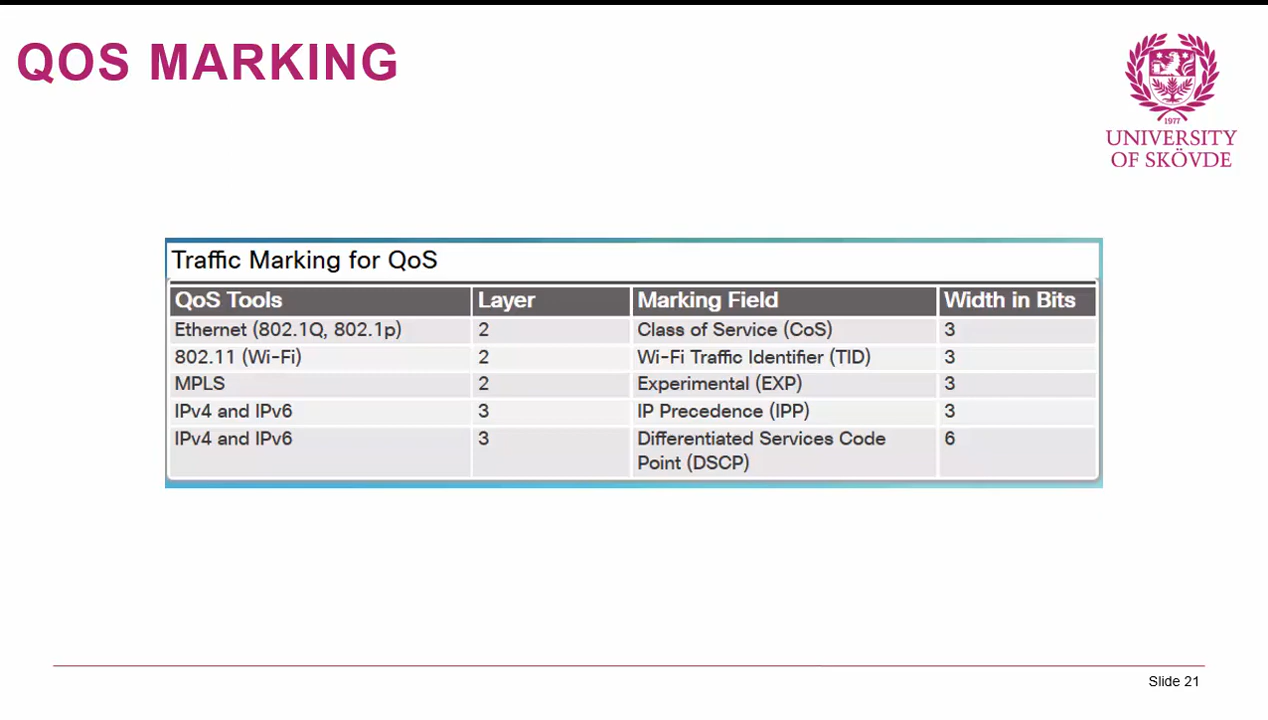 QOS MARKING
1977
UNIVERSITY
OF SKÖVDE
Traffic Marking for QoS
QoS Tools Layer Marking Field Width in Bits
Ethernet (802.1Q, 802.1p) 2 Class of Service (CoS) 3
802.11 (Wi-Fi) 2 Wi-Fi Traffic Identifier (TID) 3
MPLS 2 Experimental (EXP) 3
IPv4 and IPv6 3 IP Precedence (IPP) 3
IPv4 and IPv6 3 Differentiated Services Code 6
Point (DSCP)
Slide 21